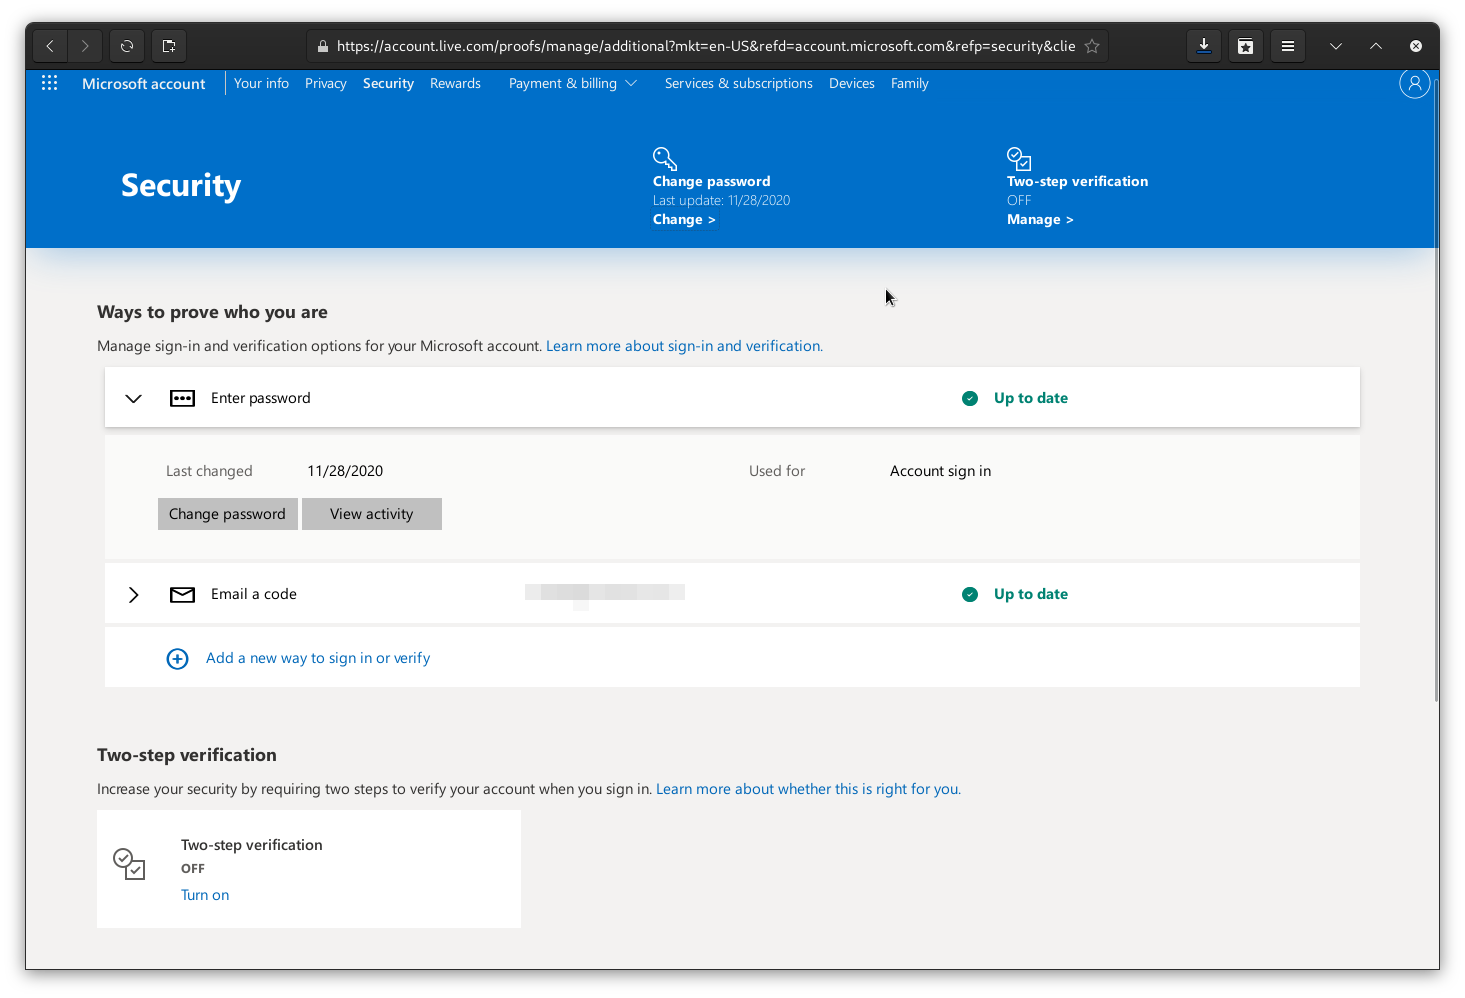 https://account.live.com/proofs/manage/additional?mkt=en-US&refd=account.microsoft.com&refp=security&clie
Microsoft account
Your info
Privacy
Security
Rewards
Payment & billing
Services & subscriptions
Devices
Family
Security
Change password
Last update: 11/28/2020
Change >
Two-step verification
OFF
Manage >
Ways to prove who you are
Manage sign-in and verification options for your Microsoft account. Learn more about sign-in and verification.
Enter password
Up to date
Last changed
11/28/2020
Used for
Account sign in
Change password
View activity
Email a code
Up to date
Add a new way to sign in or verify
Two-step verification
Increase your security by requiring two steps to verify your account when you sign in. Learn more about whether this is right for you.
Two-step verification
OFF
Turn on